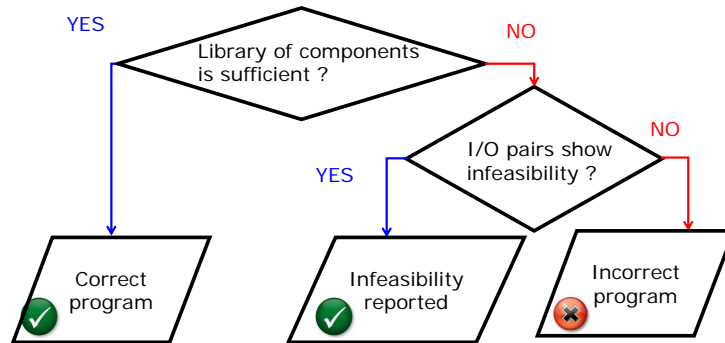 YES
Library of components
is sufficient ?
NO
I/O pairs show
infeasibility ?
YES
NO
Correct
program
Infeasibility
reported
Incorrect
program